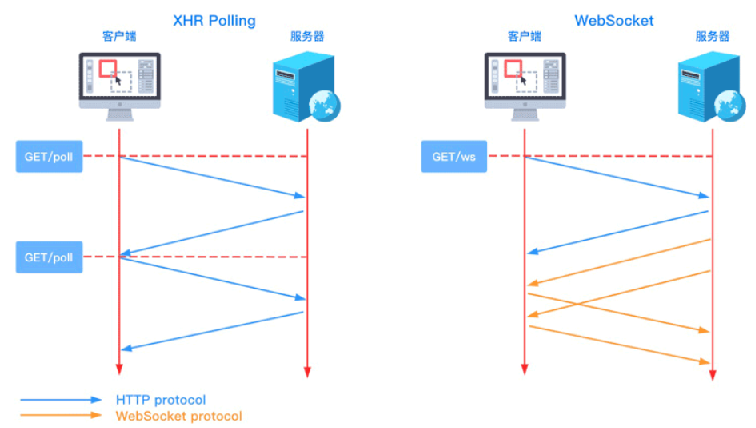 XHR Polling
客户端
服务器
GET/poll
GET/poll
WebSocket
客户端
服务器
GET/ws
HTTP protocol
WebSocket protocol